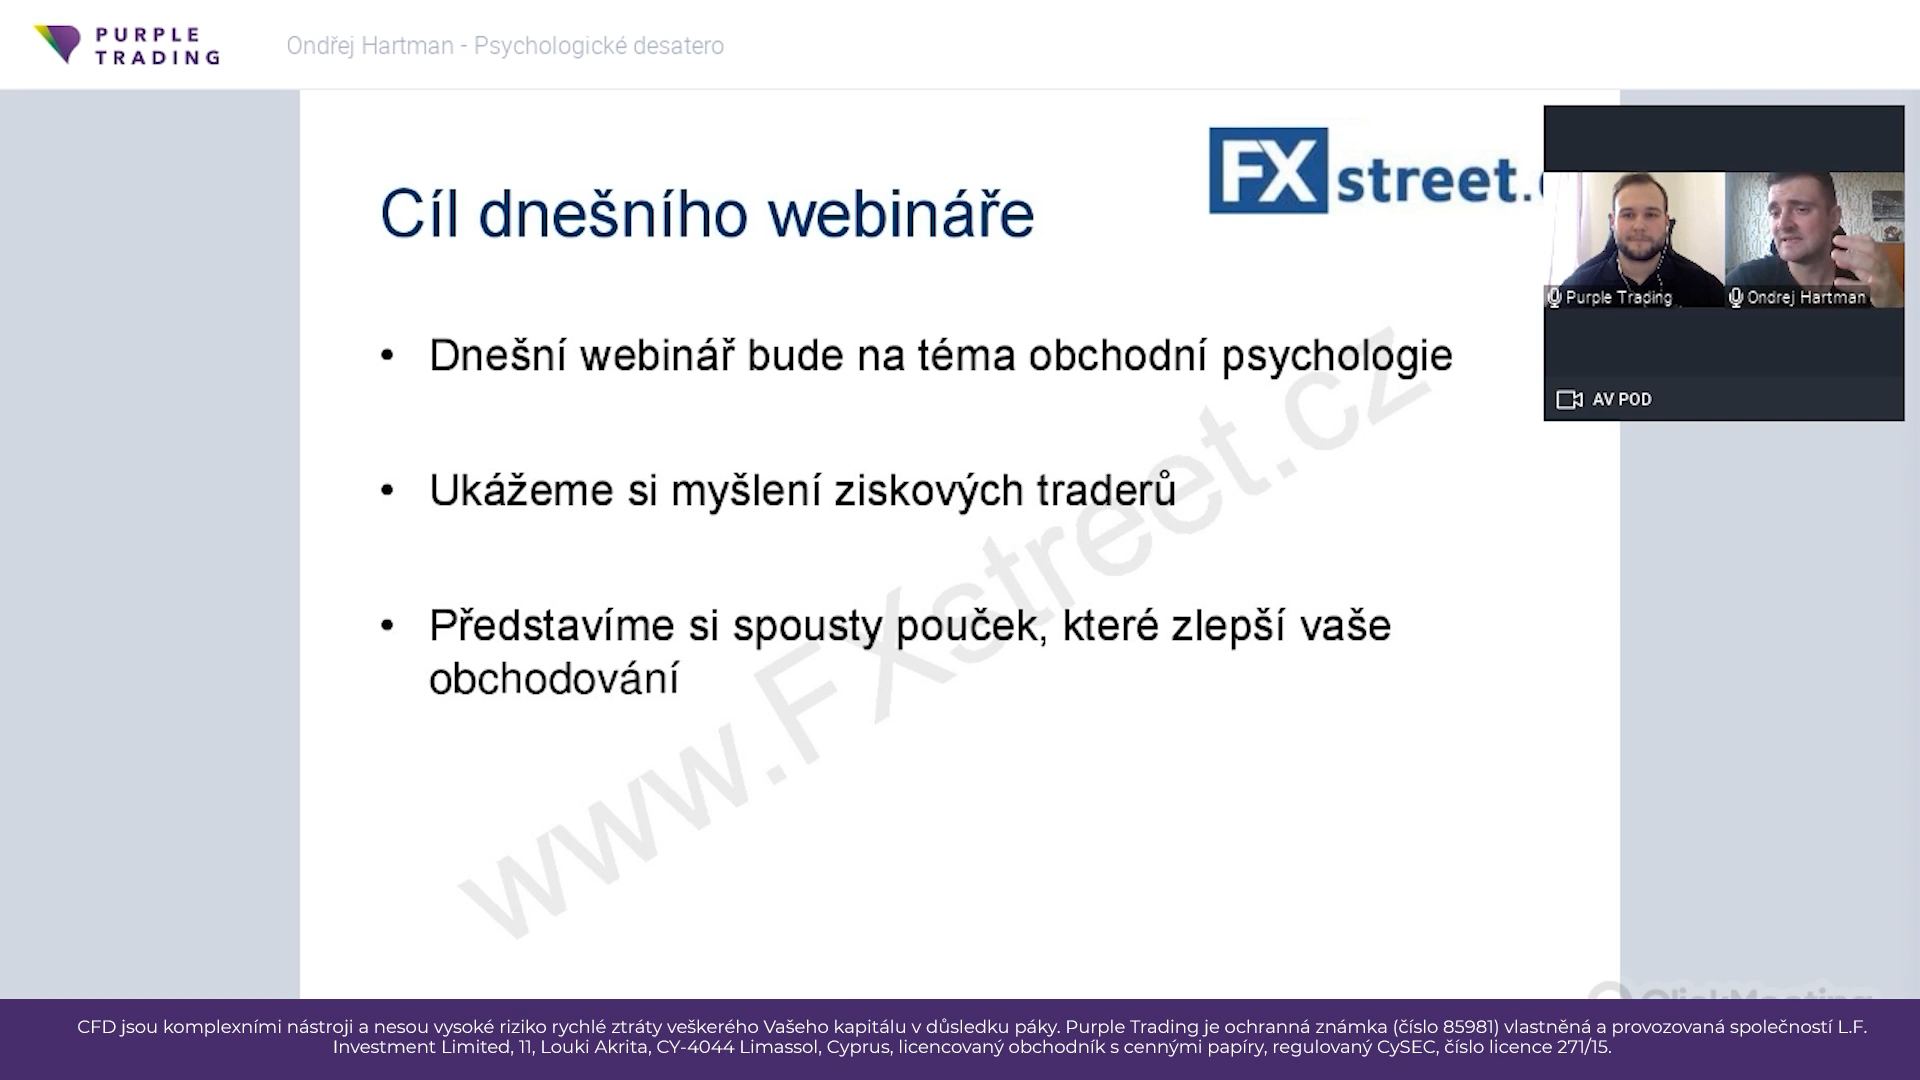 PURPLE
TRADING
Ondřej Hartman - Psychologické desatero
FXstreet.
Cíl dnešního webináře
• Dnešní webinář bude na téma obchodní psychologie
• Ukážeme si myšlení ziskových traderů
• Představíme si spousty pouček, které zlepší vaše
obchodování
www.FXstreet.cz
Purple Trading
Ondrej Hartman
AV POD
ClickMeeting
CFD jsou komplexními nástroji a nesou vysoké riziko rychlé ztráty veškerého Vašeho kapitálu v důsledku páky. Purple Trading je ochranná známka (číslo 85981) vlastněná a provozovaná společností L.F.
Investment Limited, 11, Louki Akrita, CY-4044 Limassol, Cyprus, licencovaný obchodník s cennými papíry, regulovaný CySEC, číslo licence 271/15.